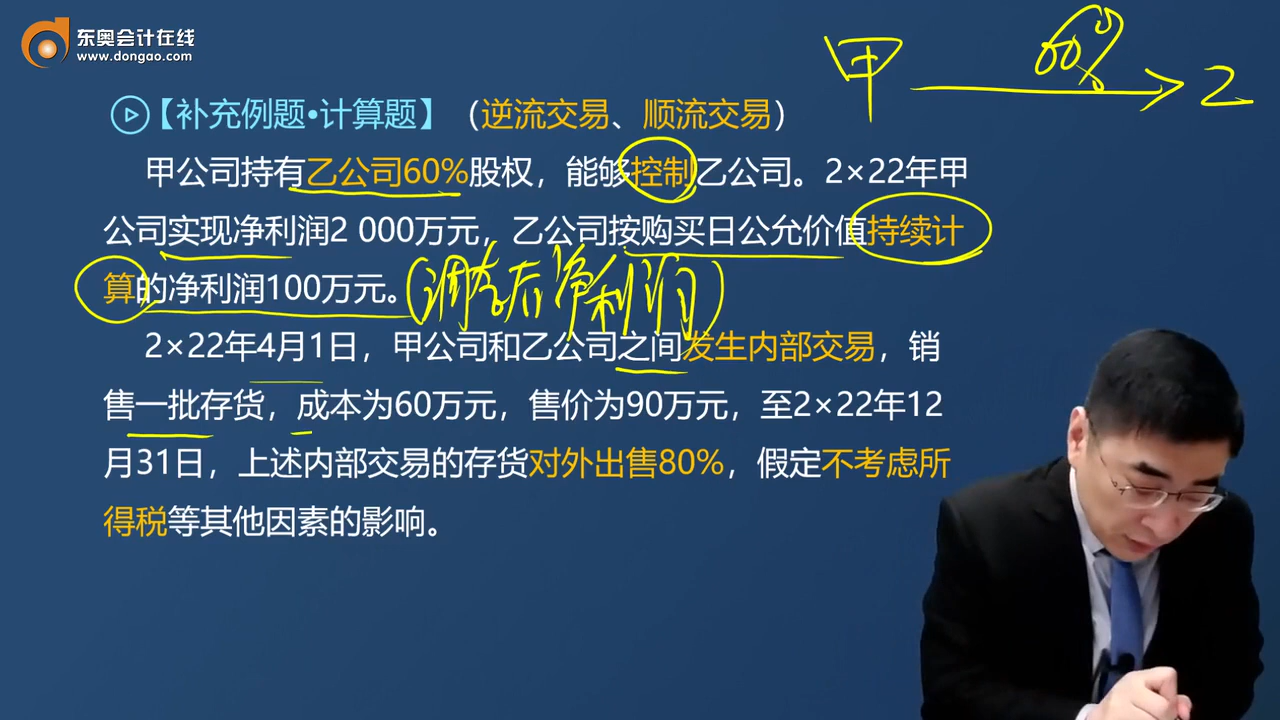 东奥会计在线
www.dongao.com
甲 60% 乙
【补充例题•计算题】（逆流交易、顺流交易）
甲公司持有乙公司60%股权，能够控制乙公司。2×22年甲
公司实现净利润2 000万元，乙公司按购买日公允价值持续计
算的净利润100万元。（调整后净利润）
2×22年4月1日，甲公司和乙公司之间发生内部交易，销
售一批存货，成本为60万元，售价为90万元，至2×22年12
月31日，上述内部交易的存货对外出售80%，假定不考虑所
得税等其他因素的影响。